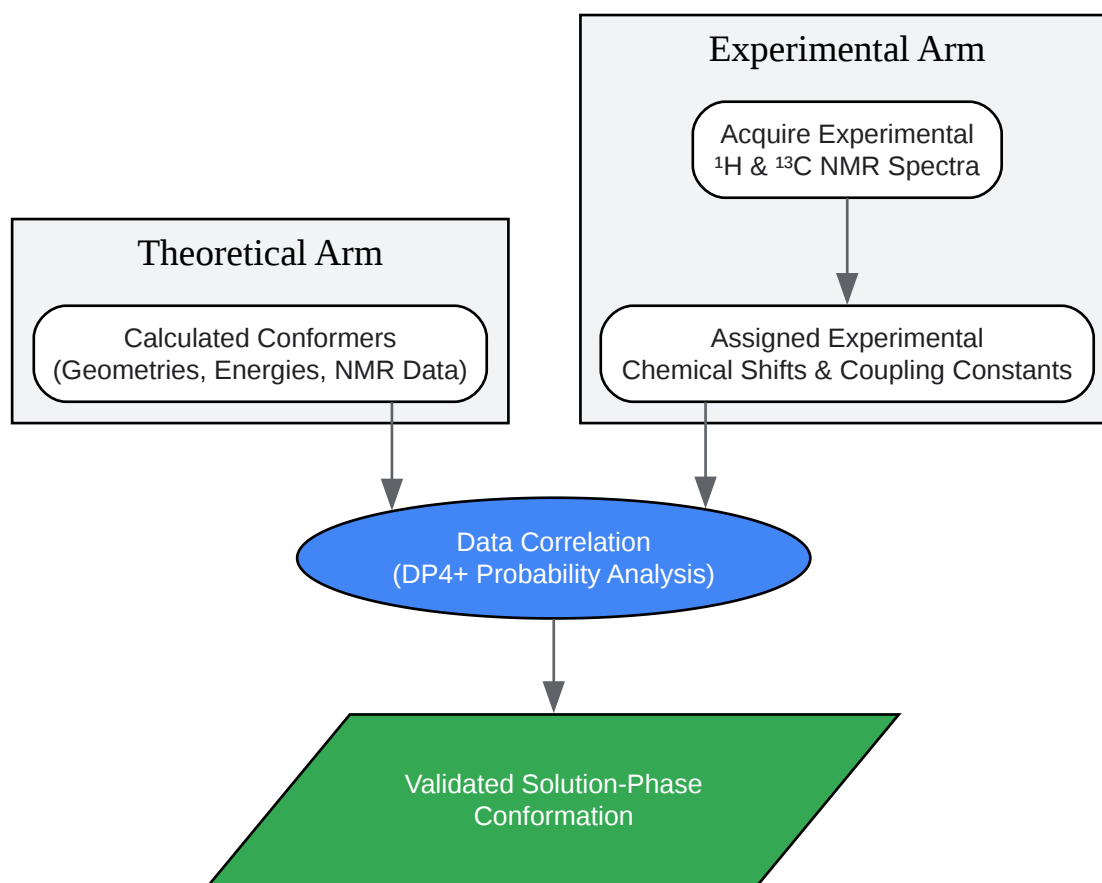 Experimental Arm
Acquire Experimental
¹H & ¹³C NMR Spectra
Theoretical Arm
Calculated Conformers
(Geometries, Energies, NMR Data)
Assigned Experimental
Chemical Shifts & Coupling Constants
Data Correlation
(DP4+ Probability Analysis)
Validated Solution-Phase
Conformation